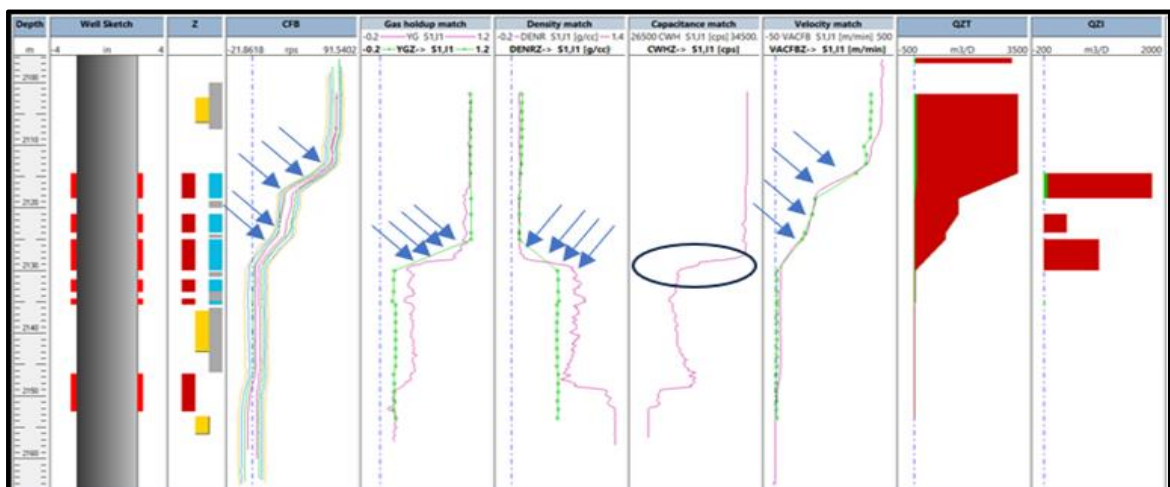 Depth Well Sketch Z CFB Gas holdup match Density match Capacitance match Velocity match QZT QZI
-0.2 YG S1,I1 1.2 -0.2 DENR S1,I1 [g/cc] 1.4 26500 CWH S1,I1 [cps] 34500. -50 VACFB S1,I1 [m/min] 500
m -4 in 4 -21.8618 rps 91.5402 -0.2 YGZ-> S1,I1 1.2 DENRZ-> S1,I1 [g/cc] CWHZ-> S1,I1 [cps] VACFBZ-> S1,I1 [m/min] -500 m3/D 3500 -200 m3/D 2000
2100
2110
2120
2130
2140
2150
2160